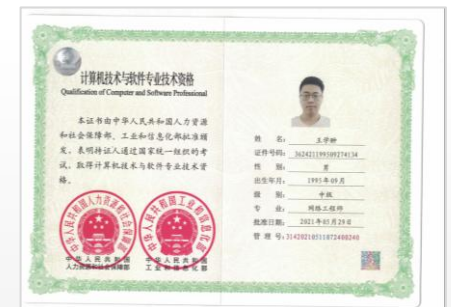 计算机技术与软件专业技术资格
Qualification of Computer and Software Professional
本证书由中华人民共和国人力资源
和社会保障部、工业和信息化部批准颁
发，表明持证人通过国家统一组织的考
试，取得计算机技术与软件专业技术资
格。
中华人民共和国
人力资源和社会保障部
中华人民共和国
工业和信息化部
姓 名：
证件号码：362421199509274134
性 别：男
出生年月：1995年09月
级 别：中级
专 业：网络工程师
批准日期：2021年05月29日
管 理 号：